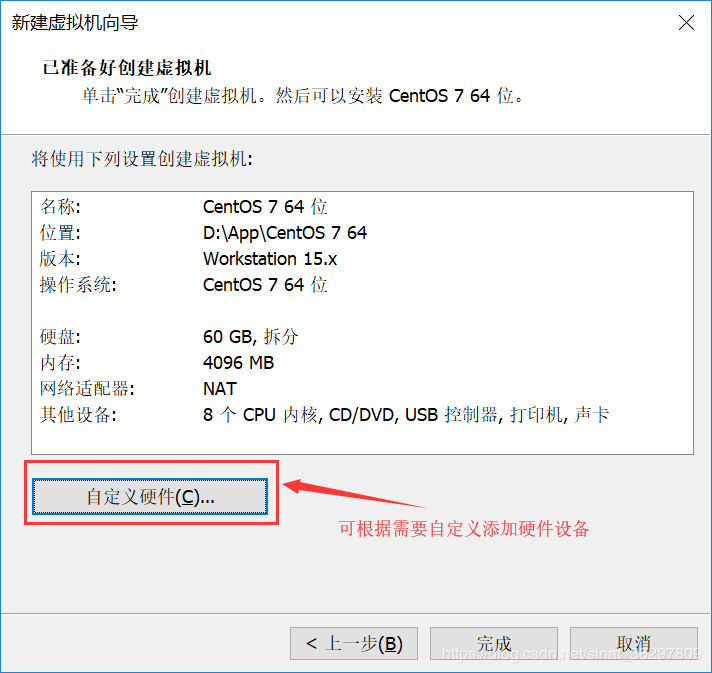 新建虚拟机向导
已准备好创建虚拟机
单击“完成”创建虚拟机。然后可以安装 CentOS 7 64 位。
将使用下列设置创建虚拟机:
名称: CentOS 7 64 位
位置: D:\App\CentOS 7 64
版本: Workstation 15.x
操作系统: CentOS 7 64 位
硬盘: 60 GB, 拆分
内存: 4096 MB
网络适配器: NAT
其他设备: 8 个 CPU 内核, CD/DVD, USB 控制器, 打印机, 声卡
自定义硬件(C)...
可根据需要自定义添加硬件设备
< 上一步(B) 完成 取消
https://blog.csdn.net/sinat_38297809